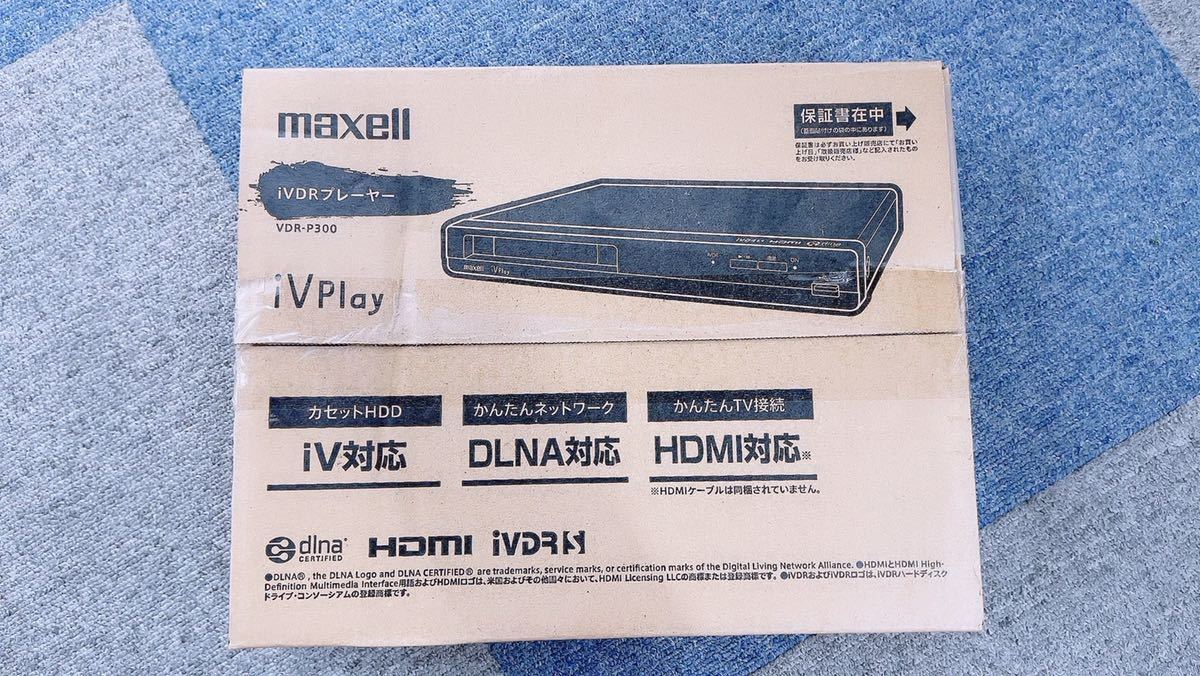 maxell
iVDRプレーヤー
VDR-P300
iVPlay
保証書在中
保証書は必ずお買い上げ販売店にて「お買い
上げ日」「取扱販売店様」など記入されたもの
をお受け取りください。
maxell iVPlay
カセットHDD
iV対応
かんたんネットワーク
DLNA対応
かんたんTV接続
HDMI対応※
※HDMIケーブルは同梱されていません。
dlna
CERTIFIED
HDMI
iVDR S
●DLNA®, the DLNA Logo and DLNA CERTIFIED® are trademarks, service marks, or certification marks of the Digital Living Network Alliance. ●HDMIとHDMI High-
Definition Multimedia Interface用語およびHDMIロゴは、米国およびその他国々において、HDMI Licensing LLCの商標または登録商標です。 ●iVDRおよびiVDRロゴは、iVDRハードディスク
ドライブ・コンソーシアムの登録商標です。